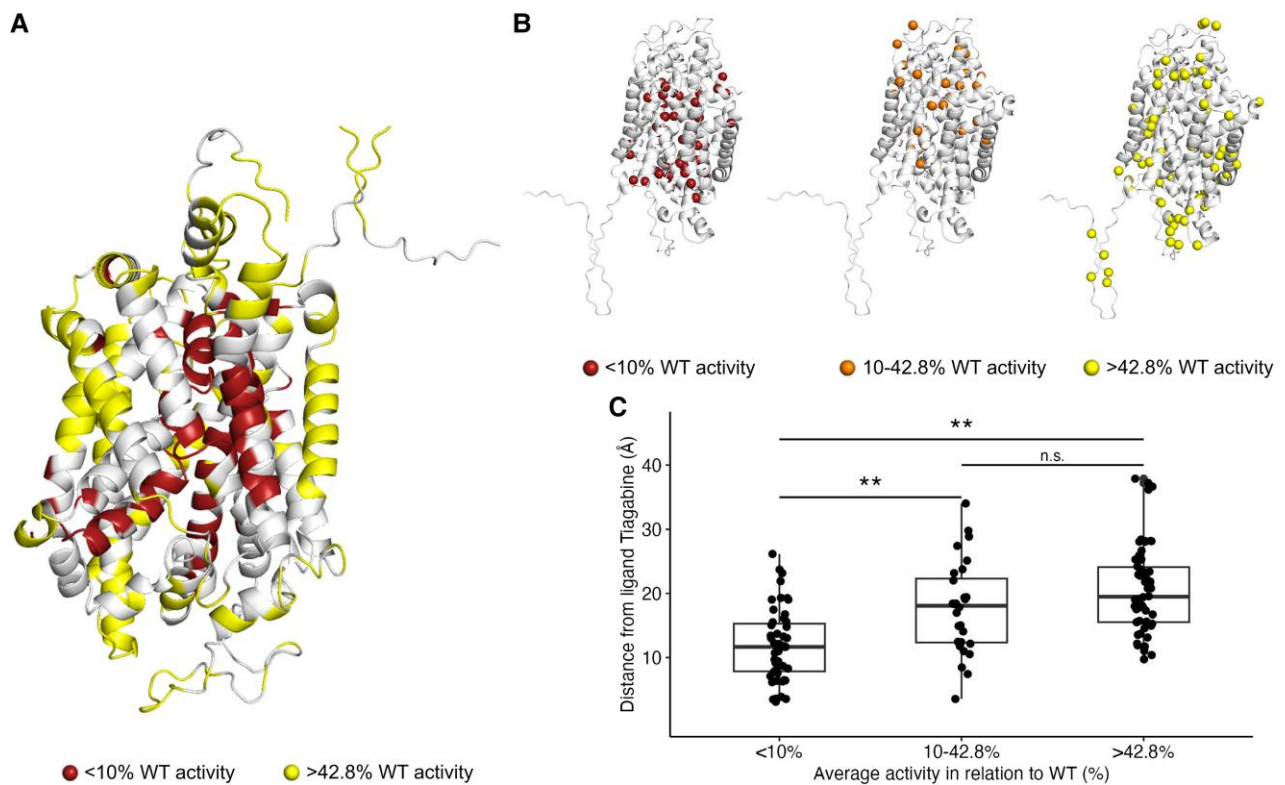 A
B
<10% WT activity
10-42.8% WT activity
>42.8% WT activity
C
**
n.s.
**
Distance from ligand Tiagabine (Å)
40
30
20
10
<10%
10-42.8%
>42.8%
Average activity in relation to WT (%)
<10% WT activity
>42.8% WT activity